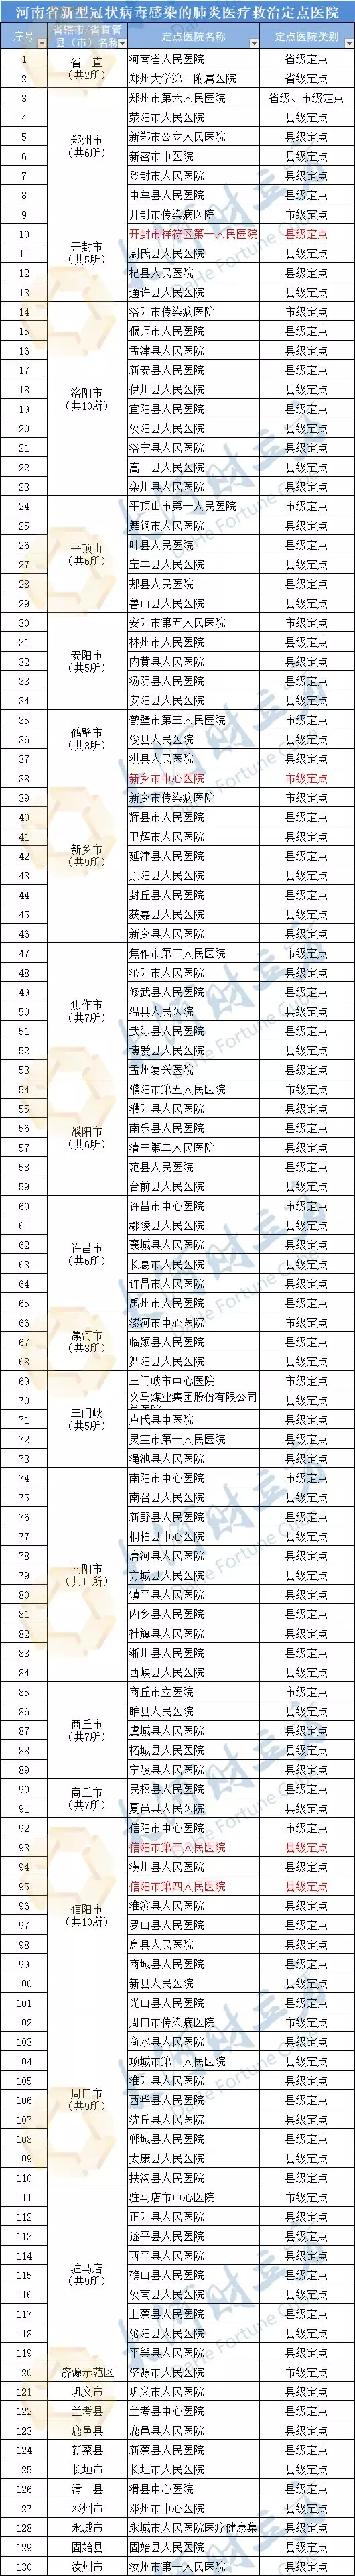 河南省新型冠状病毒感染的肺炎医疗救治定点医院
序号 省辖市/省直管县（市）名称 定点医院名称 定点医院类别
省 直（共2所）
1 河南省人民医院 省级定点
2 郑州大学第一附属医院 省级定点
郑州市（共6所）
3 郑州市第六人民医院 省级、市级定点
4 荥阳市人民医院 县级定点
5 新郑市公立人民医院 县级定点
6 新密市中医院 县级定点
7 登封市人民医院 县级定点
8 中牟县人民医院 县级定点
开封市（共5所）
9 开封市传染病医院 市级定点
10 开封市祥符区第一人民医院 县级定点
11 尉氏县人民医院 县级定点
12 杞县人民医院 县级定点
13 通许县人民医院 县级定点
洛阳市（共10所）
14 洛阳市传染病医院 市级定点
15 偃师市人民医院 县级定点
16 孟津县人民医院 县级定点
17 新安县人民医院 县级定点
18 伊川县人民医院 县级定点
19 宜阳县人民医院 县级定点
20 汝阳县人民医院 县级定点
21 洛宁县人民医院 县级定点
22 嵩 县人民医院 县级定点
23 栾川县人民医院 县级定点
平顶山（共6所）
24 平顶山市第一人民医院 市级定点
25 舞钢市人民医院 县级定点
26 叶县人民医院 县级定点
27 宝丰县人民医院 县级定点
28 郏县人民医院 县级定点
29 鲁山县人民医院 县级定点
安阳市（共5所）
30 安阳市第五人民医院 市级定点
31 林州市人民医院 县级定点
32 内黄县人民医院 县级定点
33 汤阴县人民医院 县级定点
34 安阳县人民医院 县级定点
鹤壁市（共3所）
35 鹤壁市第三人民医院 市级定点
36 浚县人民医院 县级定点
37 淇县人民医院 县级定点
新乡市（共9所）
38 新乡市中心医院 市级定点
39 新乡市传染病医院 市级定点
40 辉县市人民医院 县级定点
41 卫辉市人民医院 县级定点
42 延津县人民医院 县级定点
43 原阳县人民医院 县级定点
44 封丘县人民医院 县级定点
45 获嘉县人民医院 县级定点
46 新乡县人民医院 县级定点
焦作市（共7所）
47 焦作市第三人民医院 市级定点
48 沁阳市人民医院 县级定点
49 修武县人民医院 县级定点
50 温县人民医院 县级定点
51 武陟县人民医院 县级定点
52 博爱县人民医院 县级定点
53 孟州复兴医院 县级定点
濮阳市（共6所）
54 濮阳市第五人民医院 市级定点
55 濮阳县人民医院 县级定点
56 南乐县人民医院 县级定点
57 清丰第二人民医院 县级定点
58 范县人民医院 县级定点
59 台前县人民医院 县级定点
许昌市（共6所）
60 许昌市中心医院 市级定点
61 鄢陵县人民医院 县级定点
62 襄城县人民医院 县级定点
63 长葛市人民医院 县级定点
64 许昌市人民医院 县级定点
65 禹州市人民医院 县级定点
漯河市（共3所）
66 漯河市中心医院 市级定点
67 临颍县人民医院 县级定点
68 舞阳县人民医院 县级定点
三门峡（共5所）
69 三门峡市中心医院 市级定点
70 义马煤业集团股份有限公司总医院 县级定点
71 卢氏县中医院 县级定点
72 灵宝市第一人民医院 县级定点
73 渑池县人民医院 县级定点
南阳市（共11所）
74 南阳市中心医院 市级定点
75 南召县人民医院 县级定点
76 新野县人民医院 县级定点
77 桐柏县中心医院 县级定点
78 唐河县人民医院 县级定点
79 方城县人民医院 县级定点
80 镇平县人民医院 县级定点
81 内乡县人民医院 县级定点
82 社旗县人民医院 县级定点
83 淅川县人民医院 县级定点
84 西峡县人民医院 县级定点
商丘市（共7所）
85 商丘市立医院 市级定点
86 睢县人民医院 县级定点
87 虞城县人民医院 县级定点
88 柘城县人民医院 县级定点
89 宁陵县人民医院 县级定点
商丘市（共7所）
90 民权县人民医院 县级定点
91 夏邑县人民医院 县级定点
信阳市（共10所）
92 信阳市中心医院 市级定点
93 信阳市第三人民医院 县级定点
94 潢川县人民医院 县级定点
95 信阳市第四人民医院 县级定点
96 淮滨县人民医院 县级定点
97 罗山县人民医院 县级定点
98 息县人民医院 县级定点
99 商城县人民医院 县级定点
100 新县人民医院 县级定点
101 光山县人民医院 县级定点
周口市（共9所）
102 周口市传染病医院 市级定点
103 商水县人民医院 县级定点
104 项城市第一人民医院 县级定点
105 淮阳县人民医院 县级定点
106 西华县人民医院 县级定点
107 沈丘县人民医院 县级定点
108 郸城县人民医院 县级定点
109 太康县人民医院 县级定点
110 扶沟县人民医院 县级定点
驻马店（共9所）
111 驻马店市中心医院 市级定点
112 正阳县人民医院 县级定点
113 遂平县人民医院 县级定点
114 西平县人民医院 县级定点
115 确山县人民医院 县级定点
116 汝南县人民医院 县级定点
117 上蔡县人民医院 县级定点
118 泌阳县人民医院 县级定点
119 平舆县人民医院 县级定点
120 济源示范区 济源市人民医院 市级定点
121 巩义市 巩义市人民医院 县级定点
122 兰考县 兰考县中心医院 县级定点
123 鹿邑县 鹿邑县人民医院 县级定点
124 新蔡县 新蔡县人民医院 县级定点
125 长垣市 长垣市人民医院 县级定点
126 滑 县 滑县中心医院 县级定点
127 邓州市 邓州市中心医院 县级定点
128 永城市 永城市人民医院医疗健康集团 县级定点
129 固始县 固始县人民医院 县级定点
130 汝州市 汝州市第一人民医院 县级定点